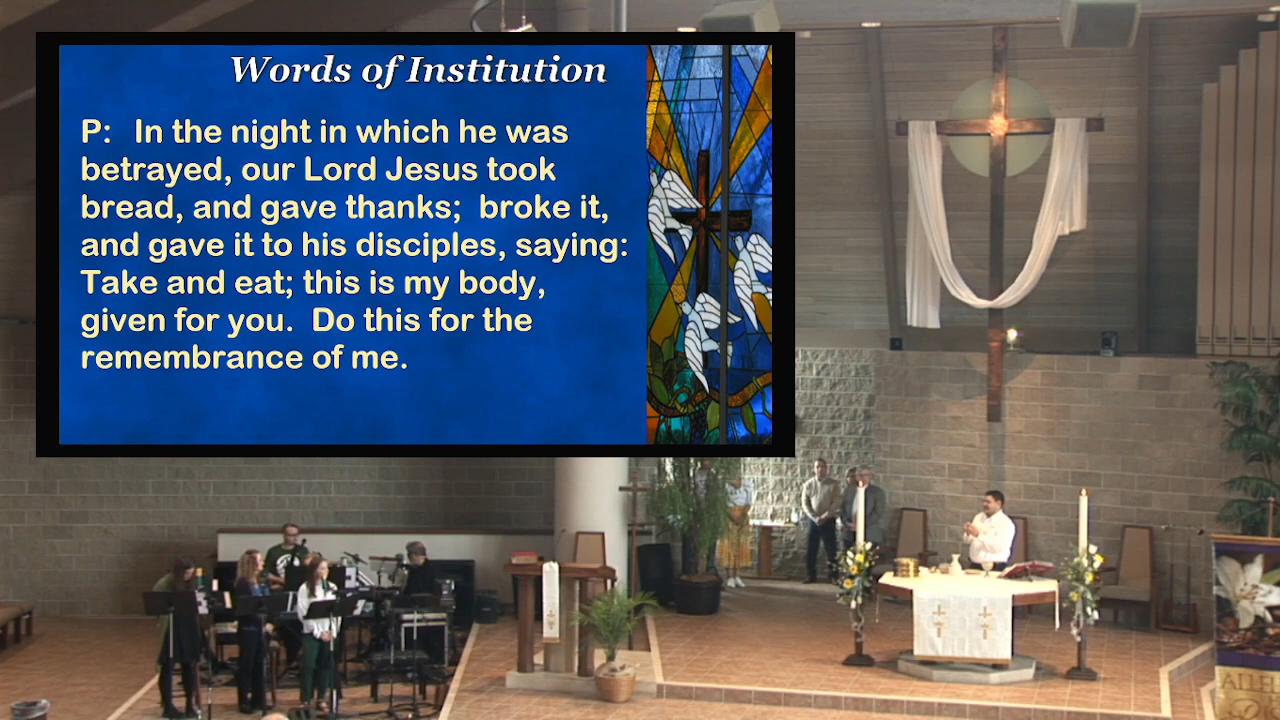 Words of Institution
P: In the night in which he was
betrayed, our Lord Jesus took
bread, and gave thanks; broke it,
and gave it to his disciples, saying:
Take and eat; this is my body,
given for you. Do this for the
remembrance of me.